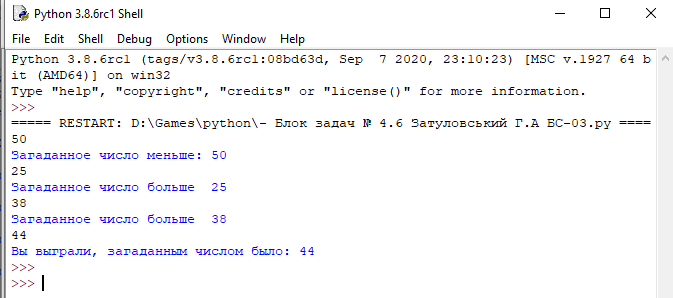 Python 3.8.6rc1 Shell
File Edit Shell Debug Options Window Help
Python 3.8.6rc1 (tags/v3.8.6rc1:08bd63d, Sep  7 2020, 23:10:23) [MSC v.1927 64 b
it (AMD64)] on win32
Type "help", "copyright", "credits" or "license()" for more information.
>>>
===== RESTART: D:\Games\python\- Блок задач № 4.6 Затуловський Г.А БС-03.py ====
50
Загаданное число меньше: 50
25
Загаданное число больше  25
38
Загаданное число больше  38
44
Вы выграли, загаданным числом было: 44
>>>
>>>